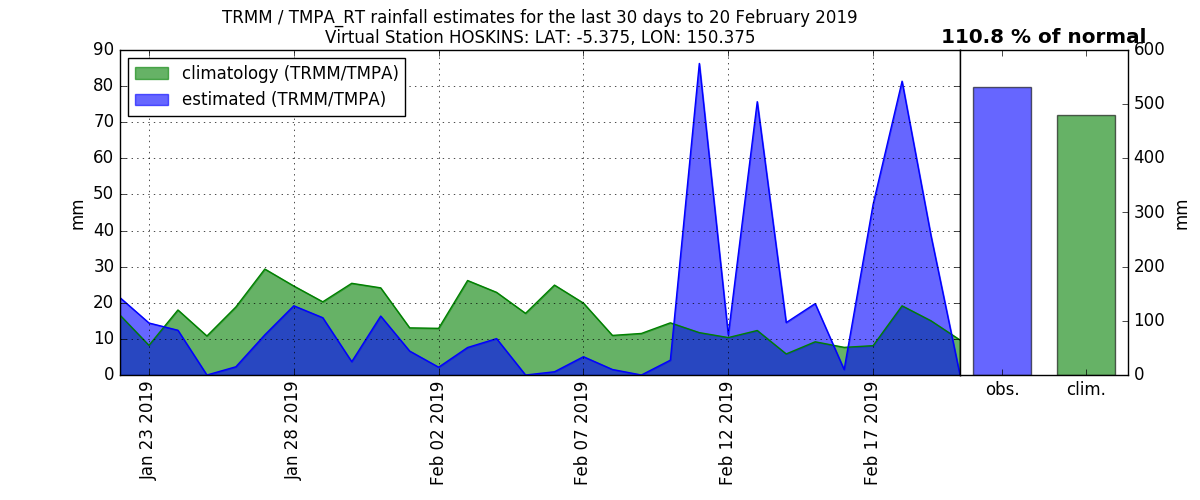 TRMM / TMPA_RT rainfall estimates for the last 30 days to 20 February 2019
Virtual Station HOSKINS: LAT: -5.375, LON: 150.375
110.8 % of normal
climatology (TRMM/TMPA)
estimated (TRMM/TMPA)
90
80
70
60
50
40
30
20
10
0
mm
Jan 23 2019
Jan 28 2019
Feb 02 2019
Feb 07 2019
Feb 12 2019
Feb 17 2019
600
500
400
300
200
100
0
mm
obs.
clim.